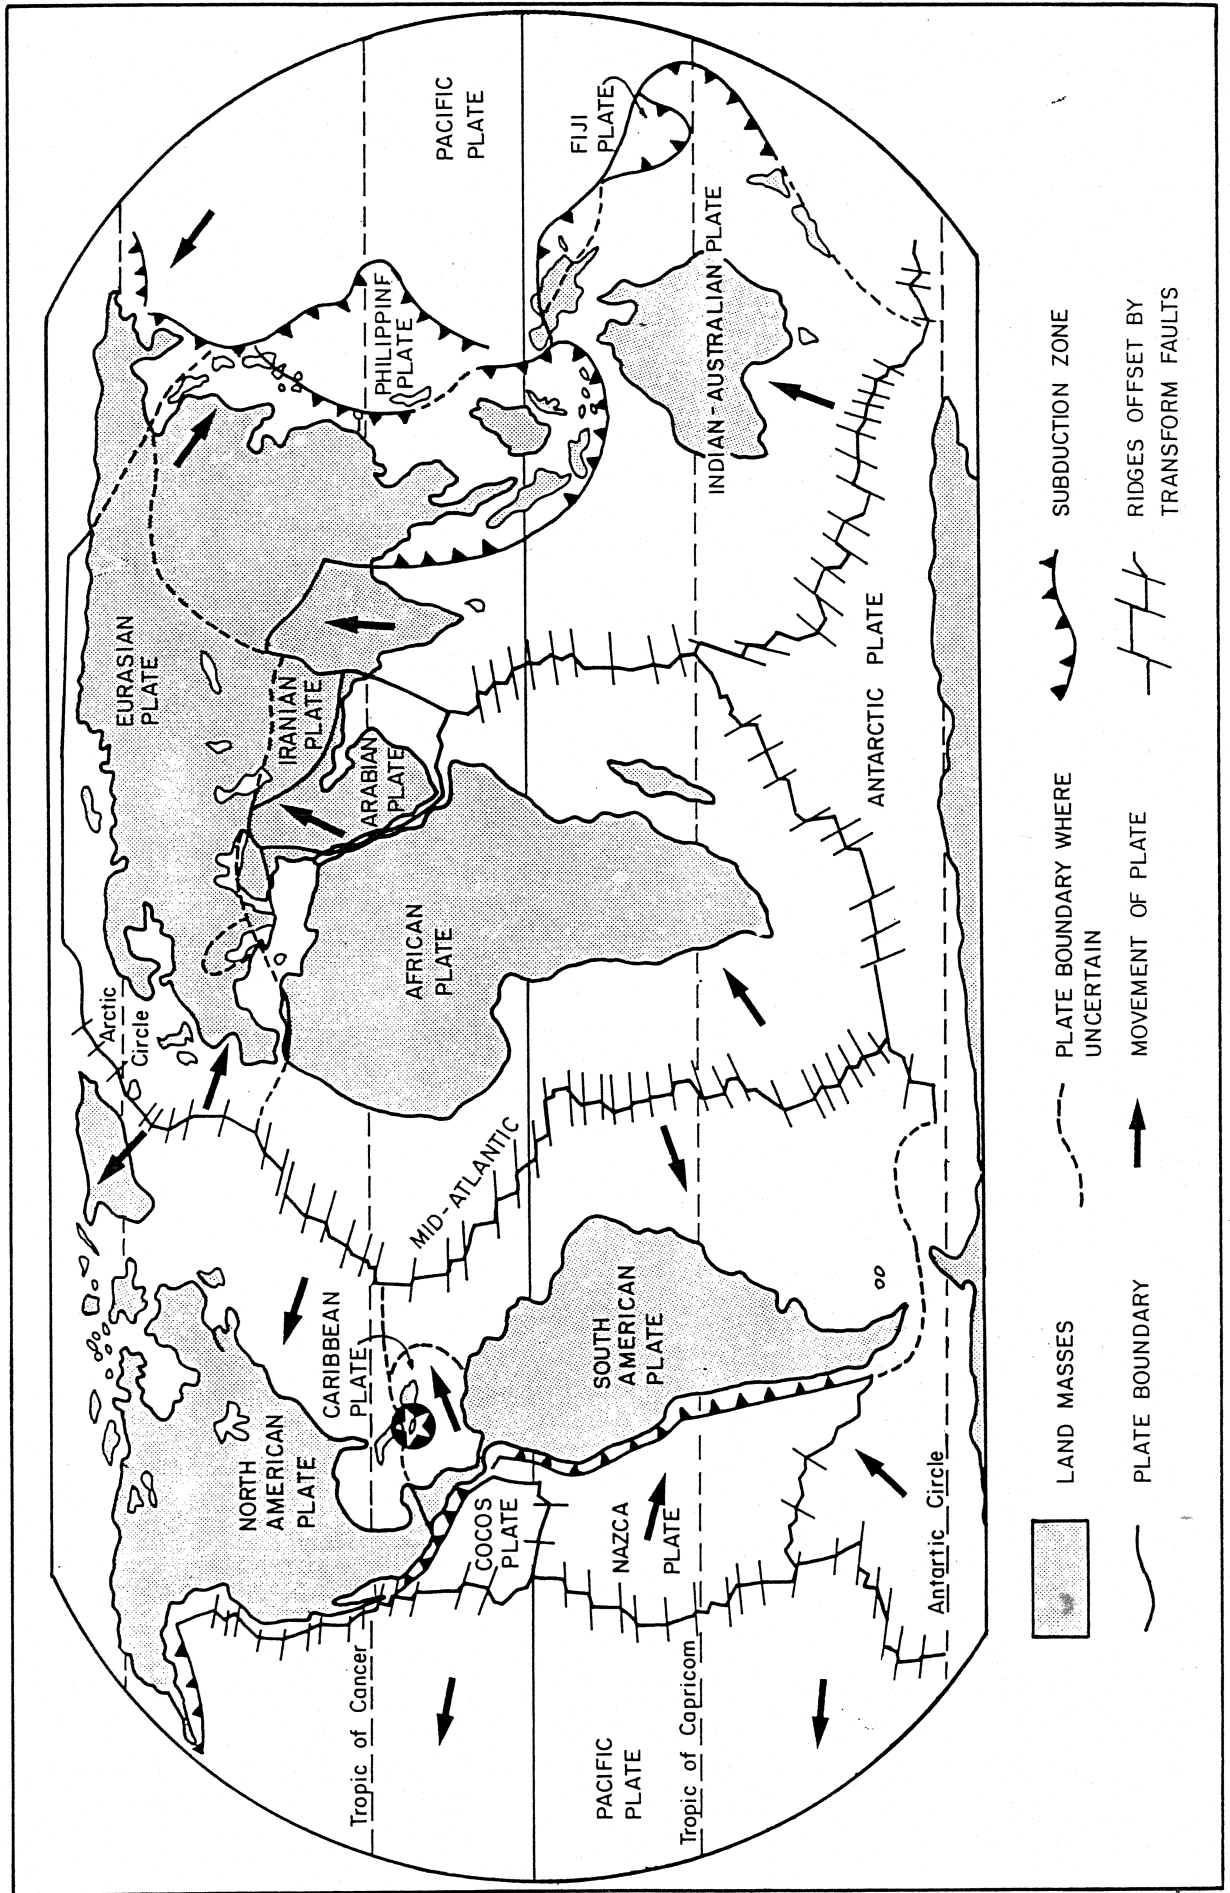 Arctic
Circle
EURASIAN
PLATE
NORTH
AMERICAN
PLATE
CARIBBEAN
PLATE
MID-ATLANTIC
IRANIAN
PLATE
ARABIAN
PLATE
AFRICAN
PLATE
PHILIPPINE
PLATE
PACIFIC
PLATE
FIJI
PLATE
Tropic of Cancer
COCOS
PLATE
NAZCA
PLATE
SOUTH
AMERICAN
PLATE
INDIAN-AUSTRALIAN PLATE
PACIFIC
PLATE
Tropic of Capricorn
ANTARCTIC PLATE
Antartic Circle
LAND MASSES
PLATE BOUNDARY WHERE
UNCERTAIN
SUBDUCTION ZONE
PLATE BOUNDARY
MOVEMENT OF PLATE
RIDGES OFFSET BY
TRANSFORM FAULTS